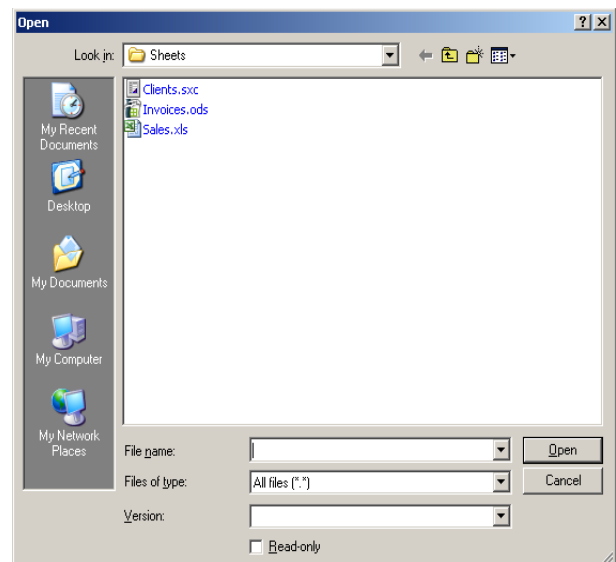 Open
Look in:
Sheets
Clients.sxc
Invoices.ods
Sales.xls
My Recent
Documents
Desktop
My Documents
My Computer
My Network
Places
File name:
Open
Files of type:
All files (*.*)
Cancel
Version:
Read-only